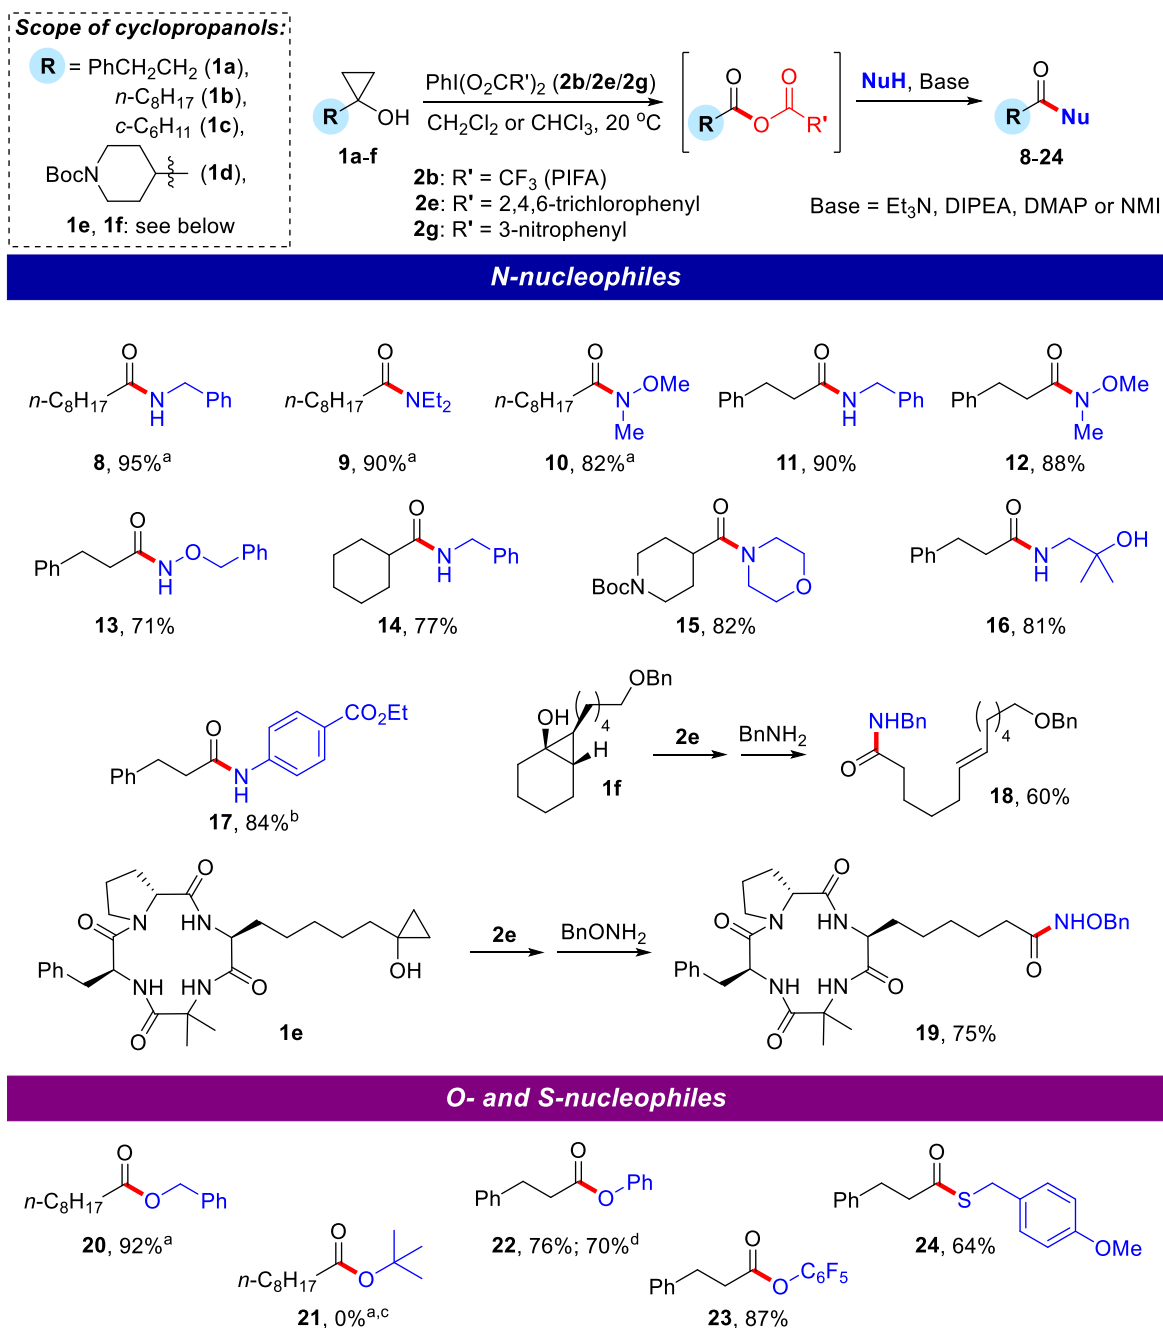 Scope of cyclopropanols:
R = PhCH2CH2 (1a),
n-C8H17 (1b),
c-C6H11 (1c),
BocN (1d),
1e, 1f: see below
R OH
1a-f
PhI(O2CR')2 (2b/2e/2g)
CH2Cl2 or CHCl3, 20 oC
2b: R' = CF3 (PIFA)
2e: R' = 2,4,6-trichlorophenyl
2g: R' = 3-nitrophenyl
O O
R O R'
NuH, Base
O
R Nu
8-24
Base = Et3N, DIPEA, DMAP or NMI
N-nucleophiles
O O O O O
n-C8H17 N H Ph
n-C8H17 NEt2
n-C8H17 N OMe Me
Ph N H Ph
Ph N OMe Me
8, 95%a
9, 90%a
10, 82%a
11, 90%
12, 88%
O O O O
Ph N H O Ph
N H Ph
BocN N O
Ph N H OH
13, 71%
14, 77%
15, 82%
16, 81%
O CO2Et
Ph N H
17, 84%b
OBn
OH 4
H
1f
2e
BnNH2
NHBn OBn
4
O
18, 60%
O O
N HN
Ph NH HN O
O OH
1e
2e
BnONH2
O O
N HN NHOBn
Ph NH HN O O
O
19, 75%
O- and S-nucleophiles
O
n-C8H17 O Ph
20, 92%a
O
n-C8H17 O
21, 0%a,c
O
Ph O Ph
22, 76%; 70%d
O
Ph O C6F5
23, 87%
O
Ph S
OMe
24, 64%